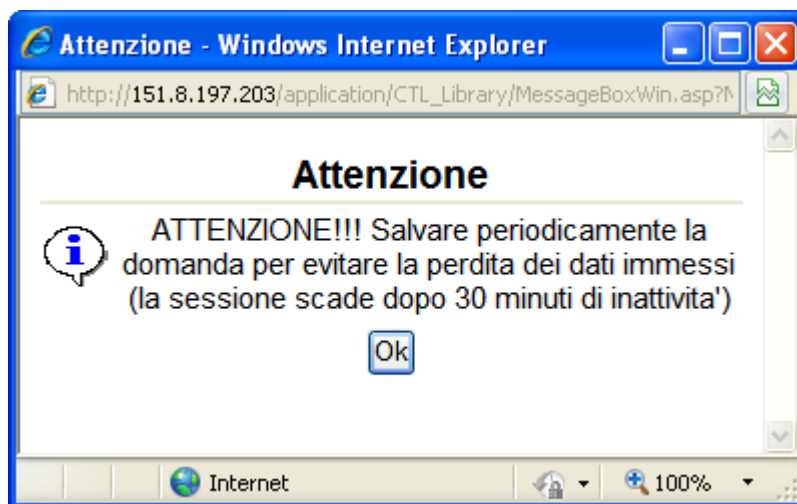 Attenzione - Windows Internet Explorer
http://151.8.197.203/application/CTL_Library/MessageBoxWin.asp?
Attenzione
ATTENZIONE!!! Salvare periodicamente la
domanda per evitare la perdita dei dati immessi
(la sessione scade dopo 30 minuti di inattivita')
Ok
Internet
100%